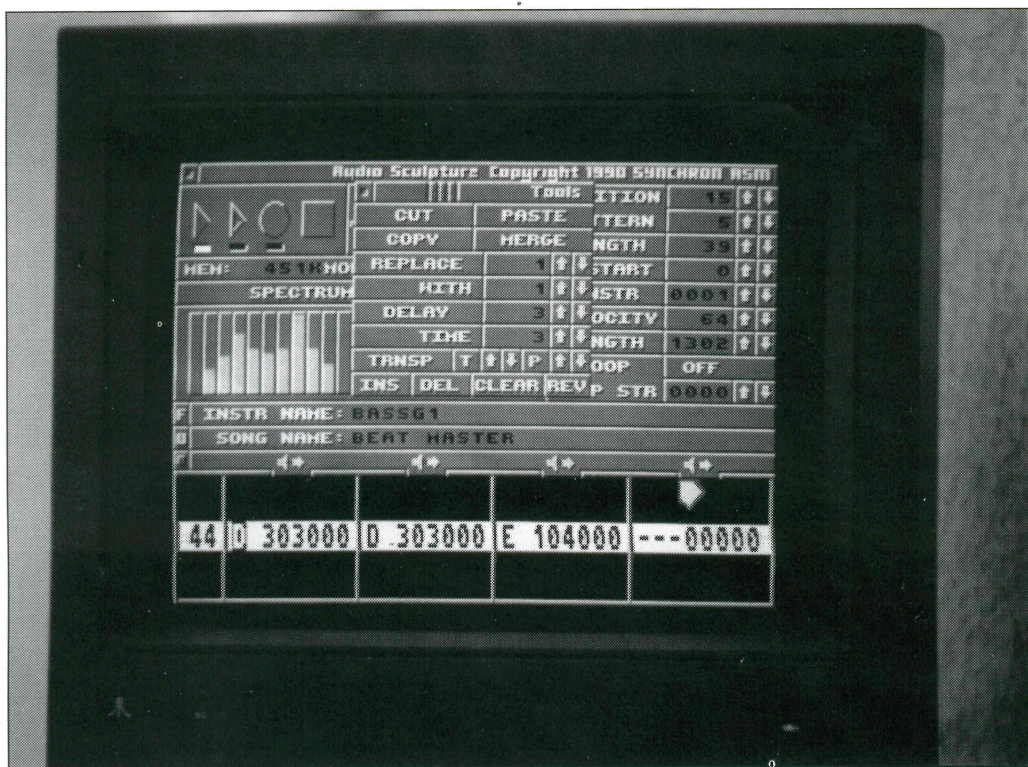 Audio Sculpture Copyright 1990 SYNCHRON ASM
Tools
CUT PASTE
COPY MERGE
REPLACE 1
WITH 1
DELAY 3
TIME 3
TRNSP T P
INS DEL CLEAR REV
ITION 15
TTERN 5
NGTH 39
START 0
NSTR 0001
OCITY 64
NGTH 1302
OOP OFF
P STR 0000
MEM: 451K MO
SPECTRUM
F INSTR NAME: BASSG1
D SONG NAME: BEAT MASTER
44 D 303000 D 303000 E 104000 ---00000